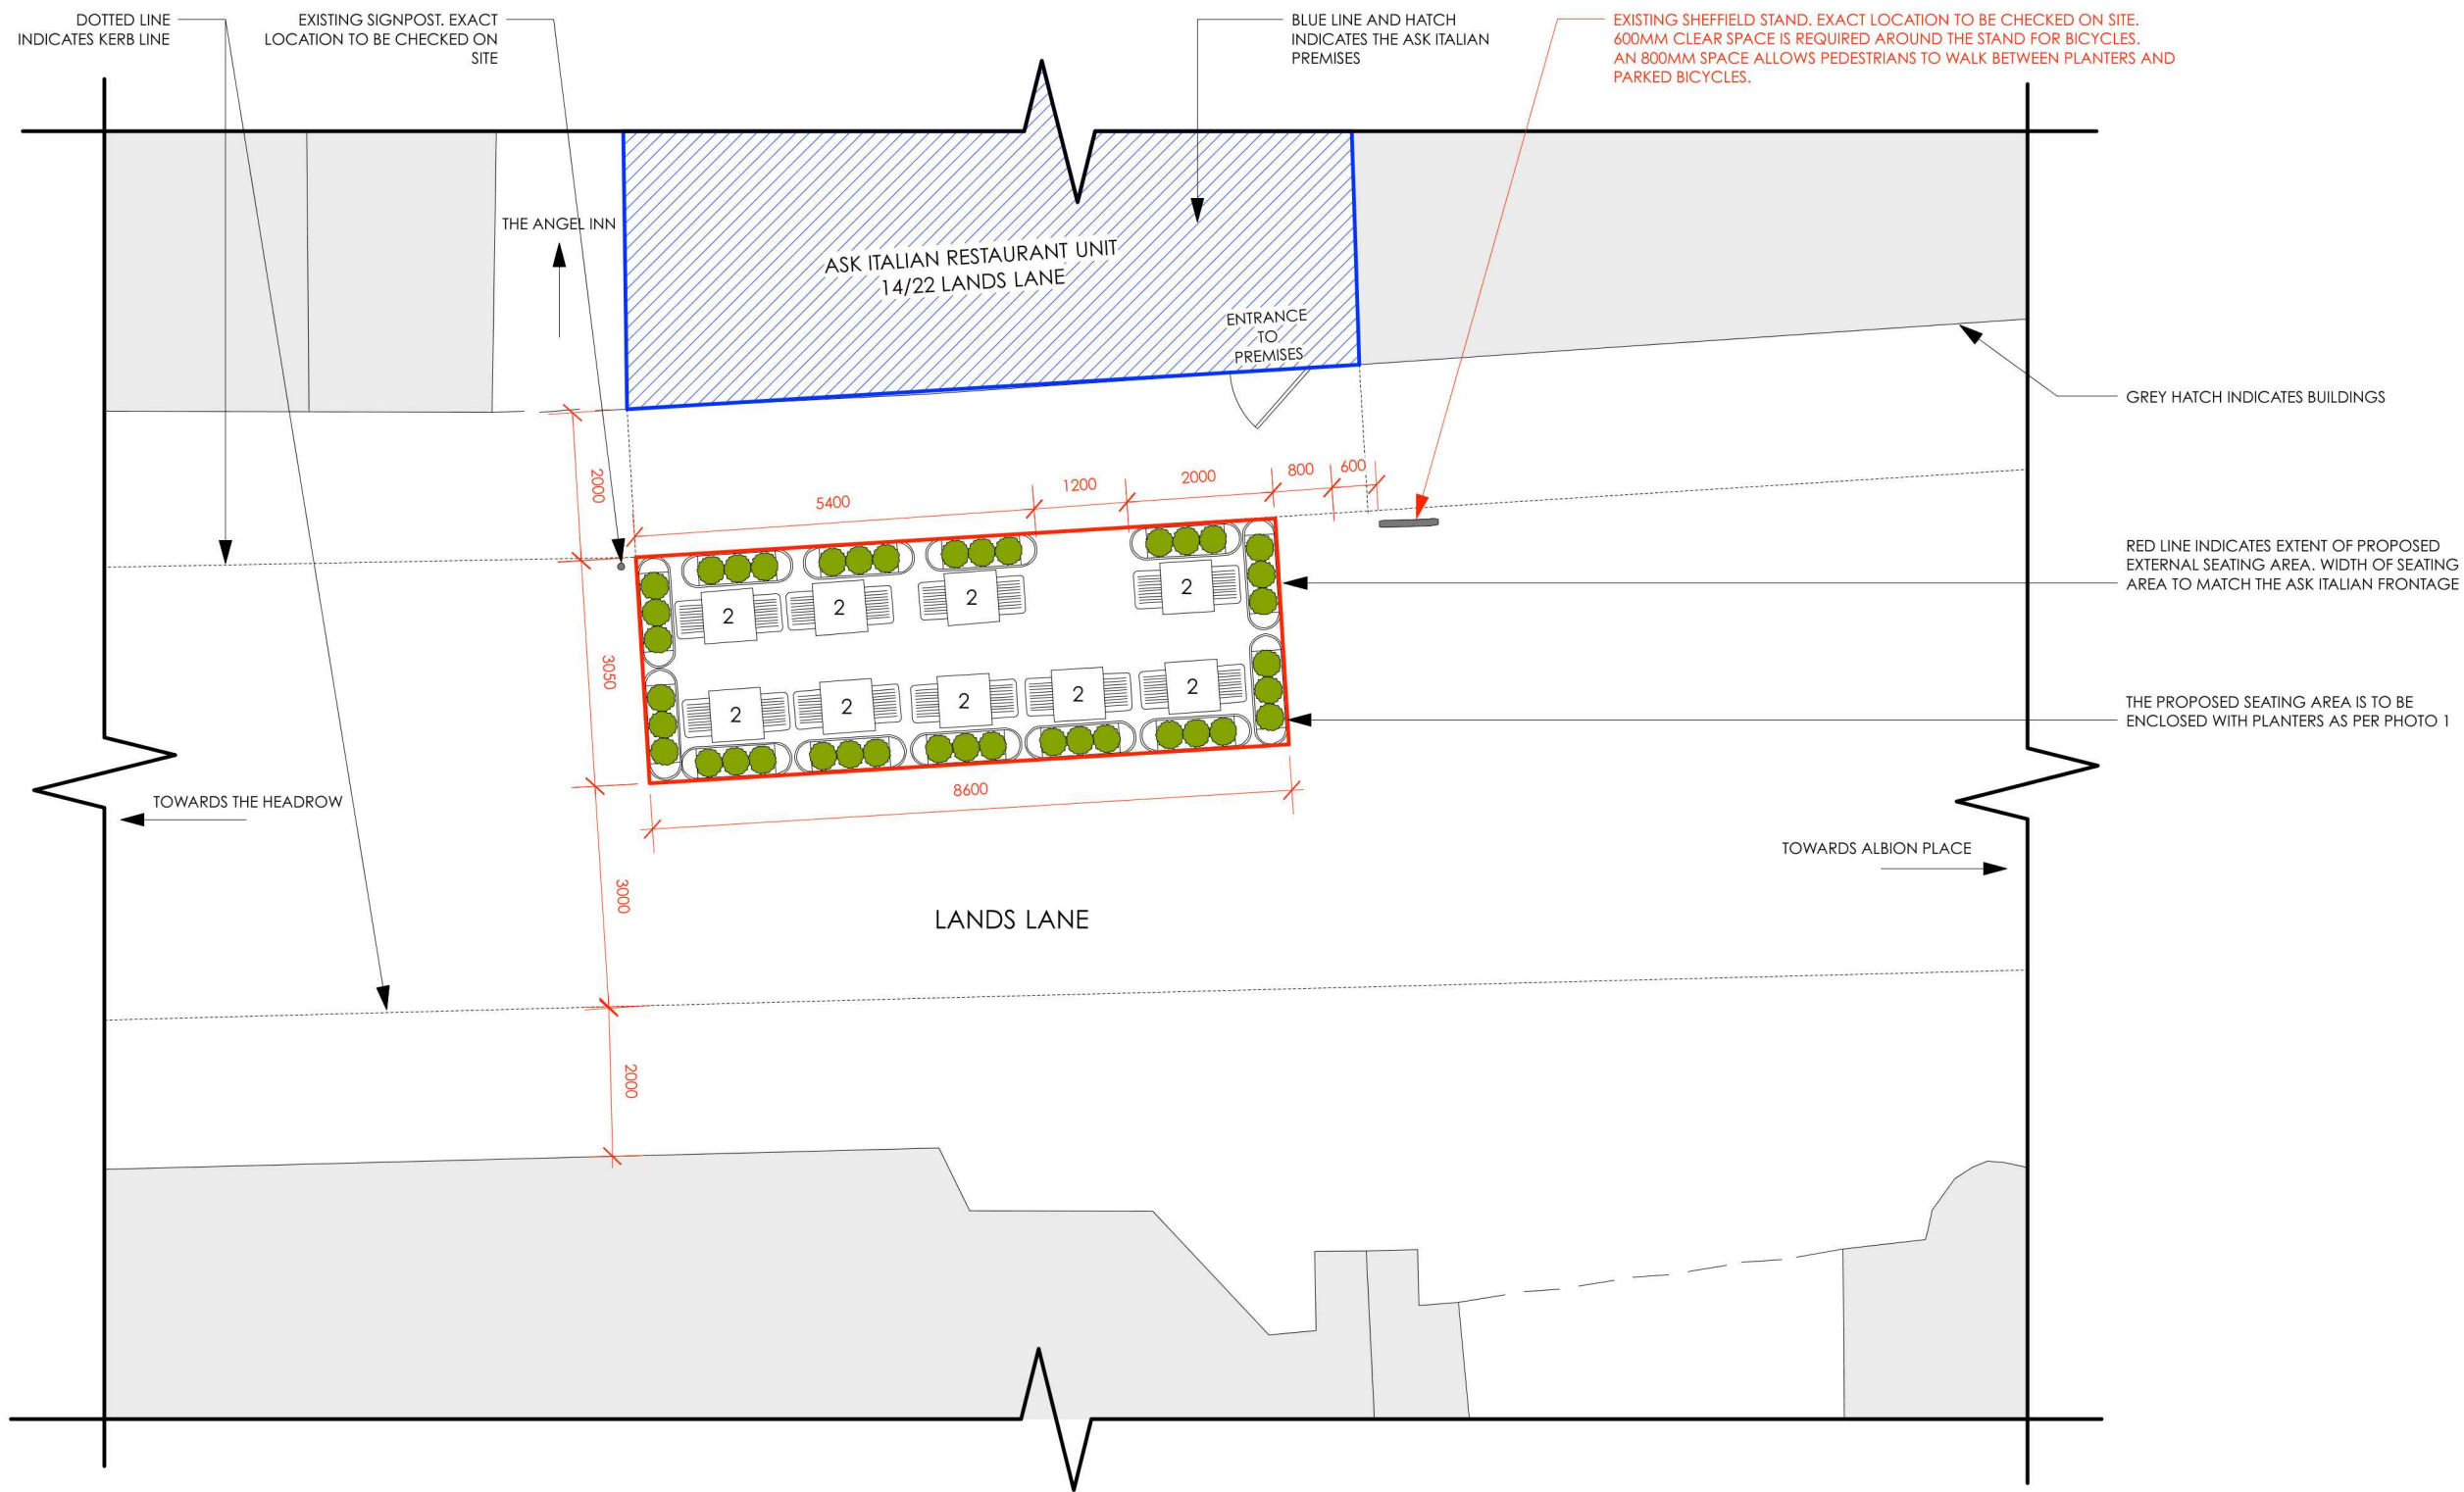 DOTTED LINE
INDICATES KERB LINE
EXISTING SIGNPOST. EXACT
LOCATION TO BE CHECKED ON
SITE
BLUE LINE AND HATCH
INDICATES THE ASK ITALIAN
PREMISES
EXISTING SHEFFIELD STAND. EXACT LOCATION TO BE CHECKED ON SITE.
600MM CLEAR SPACE IS REQUIRED AROUND THE STAND FOR BICYCLES.
AN 800MM SPACE ALLOWS PEDESTRIANS TO WALK BETWEEN PLANTERS AND
PARKED BICYCLES.
THE ANGEL INN
ASK ITALIAN RESTAURANT UNIT
14/22 LANDS LANE
ENTRANCE
TO
PREMISES
GREY HATCH INDICATES BUILDINGS
2000
5400
1200
2000
800
600
RED LINE INDICATES EXTENT OF PROPOSED
EXTERNAL SEATING AREA. WIDTH OF SEATING
AREA TO MATCH THE ASK ITALIAN FRONTAGE
2
2
2
2
3050
2
2
2
2
2
THE PROPOSED SEATING AREA IS TO BE
ENCLOSED WITH PLANTERS AS PER PHOTO 1
8600
TOWARDS THE HEADROW
TOWARDS ALBION PLACE
3000
LANDS LANE
2000